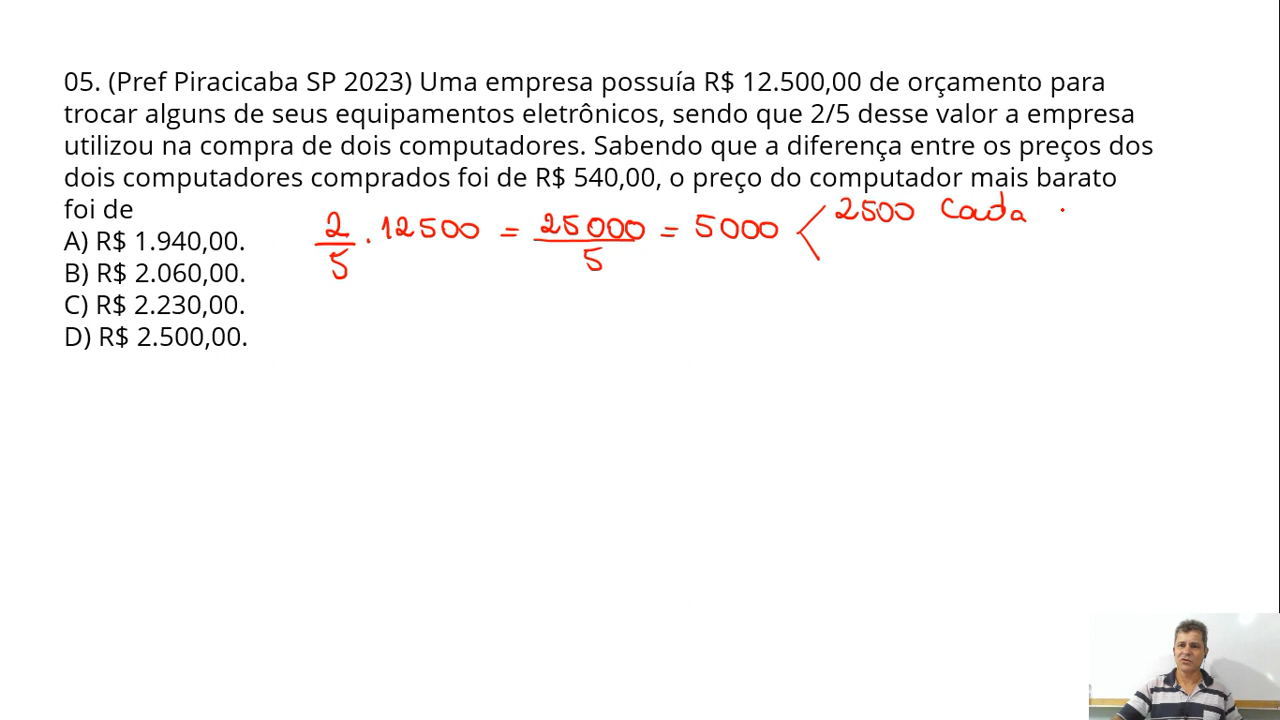 05. (Pref Piracicaba SP 2023) Uma empresa possuía R$ 12.500,00 de orçamento para
trocar alguns de seus equipamentos eletrônicos, sendo que 2/5 desse valor a empresa
utilizou na compra de dois computadores. Sabendo que a diferença entre os preços dos
dois computadores comprados foi de R$ 540,00, o preço do computador mais barato
foi de
A) R$ 1.940,00.
B) R$ 2.060,00.
C) R$ 2.230,00.
D) R$ 2.500,00.
2/5 . 12500 = 25000/5 = 5000 < 2500 Cada